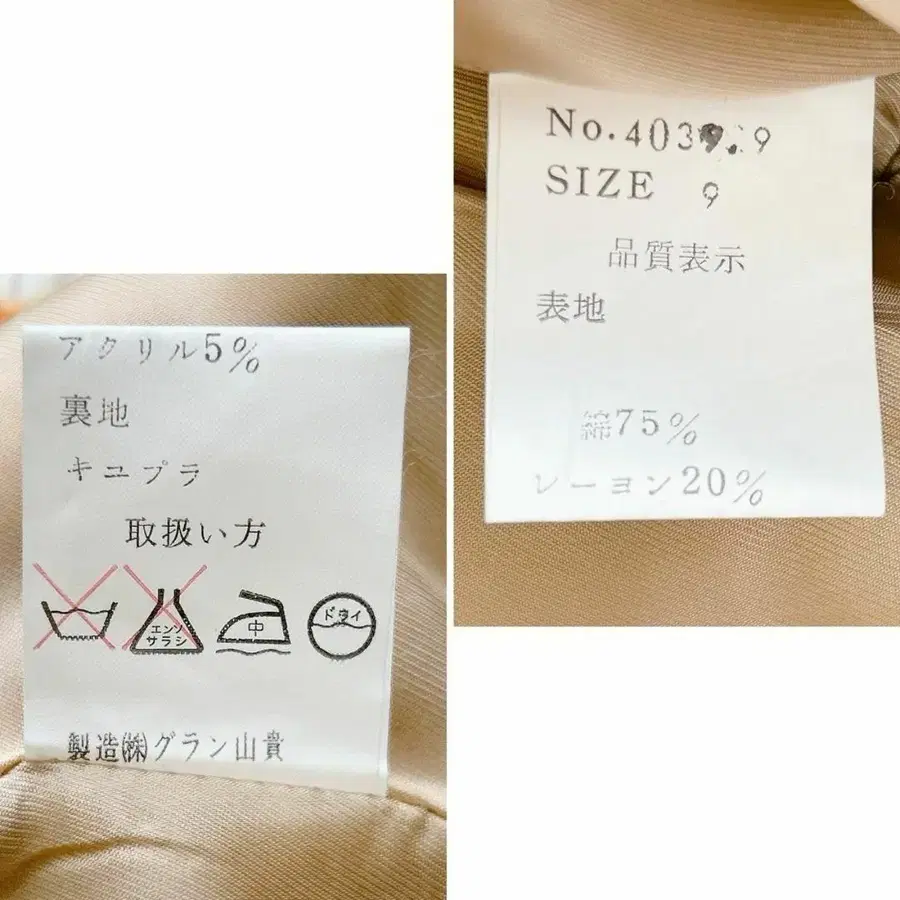 No.403
SIZE 9
品質表示
表地
綿75%
レーヨン20%
アクリル5%
裏地
キュプラ
取扱い方
エンソ
サラシ
中
ドライ
製造㈱グラン山貴